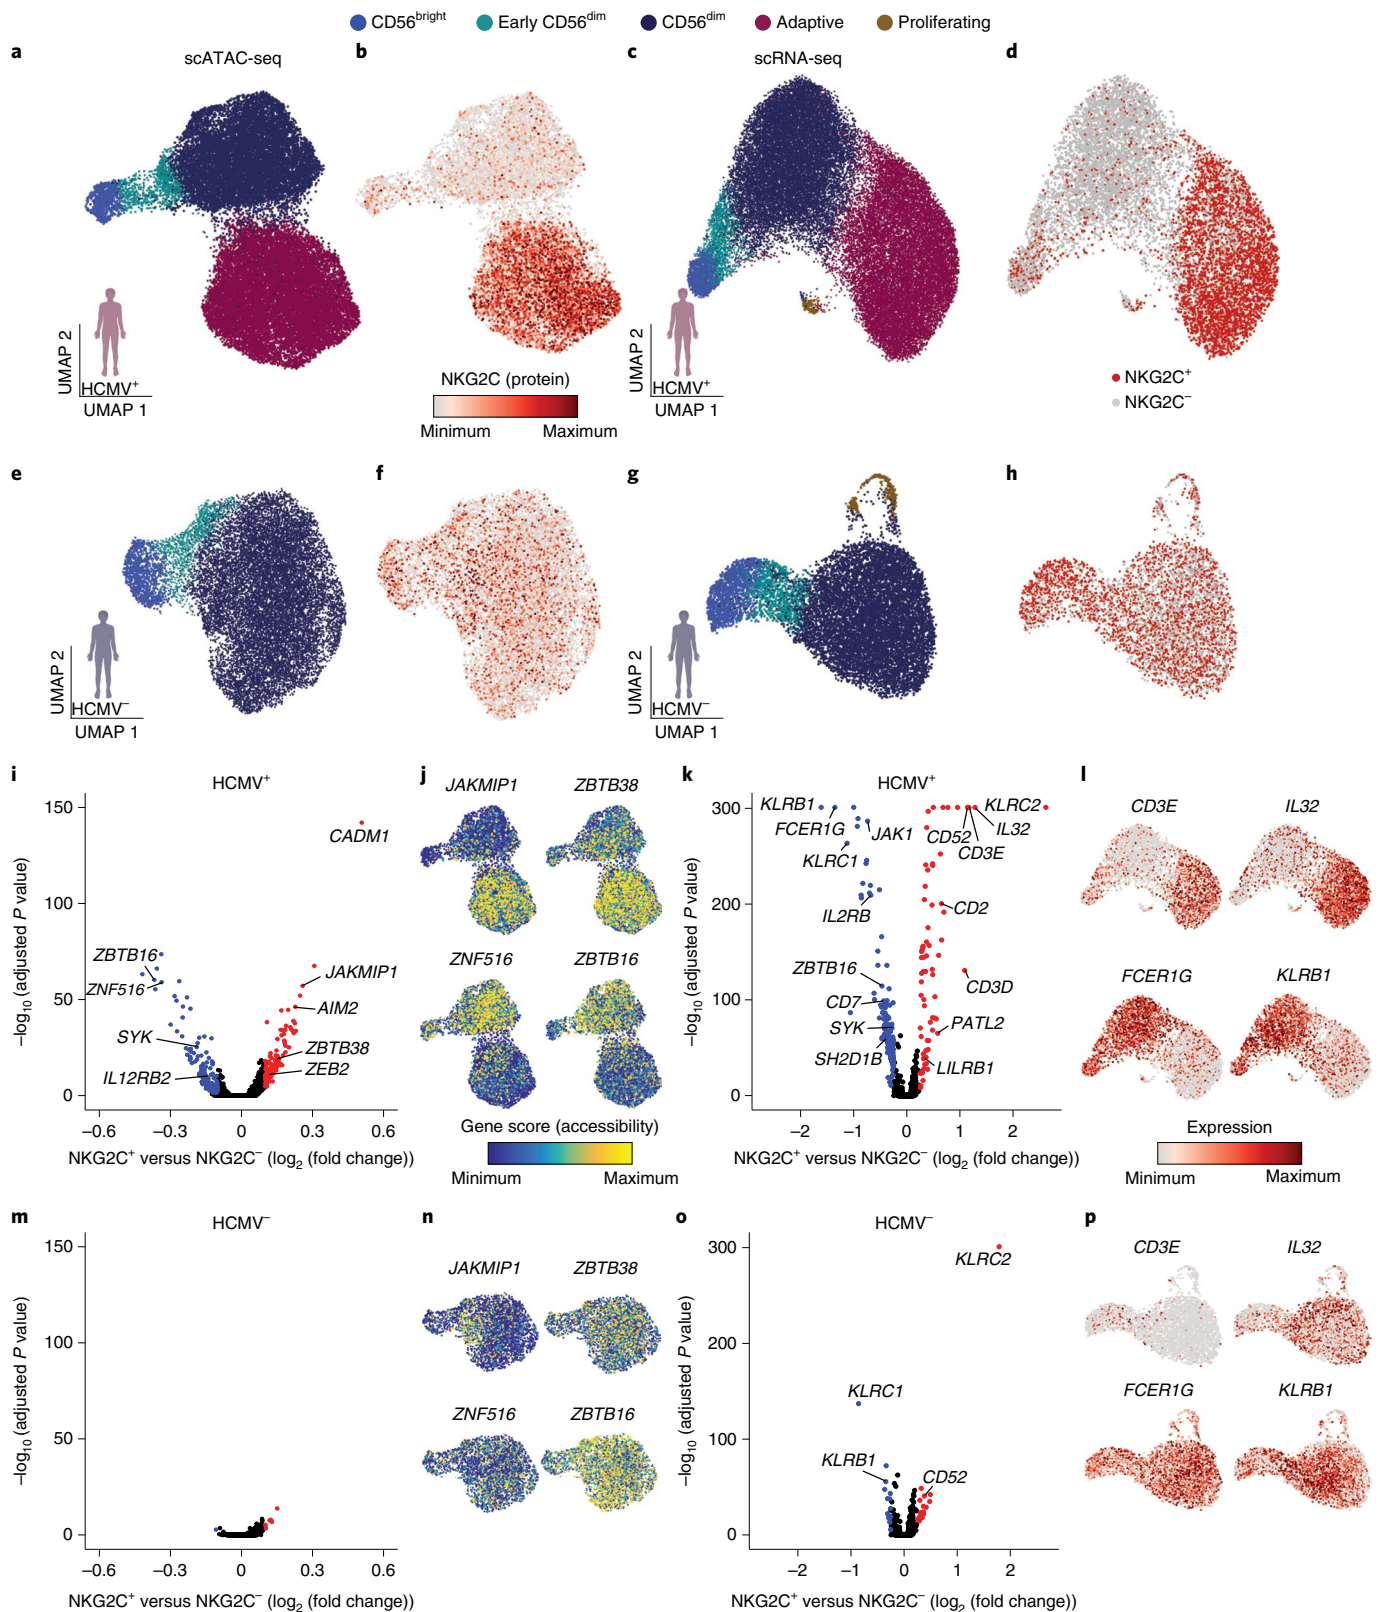 CD56bright Early CD56dim CD56dim Adaptive Proliferating
a b c d
scATAC-seq scRNA-seq
UMAP 2
HCMV+
UMAP 1
NKG2C (protein)
Minimum Maximum
UMAP 2
HCMV+
UMAP 1
NKG2C+
NKG2C−
e f g h
UMAP 2
HCMV−
UMAP 1
UMAP 2
HCMV−
UMAP 1
i
HCMV+
−log10 (adjusted P value)
150
100
50
0
CADM1
ZBTB16
ZNF516
JAKMIP1
AIM2
SYK
ZBTB38
IL12RB2
ZEB2
−0.6 −0.3 0 0.3 0.6
NKG2C+ versus NKG2C− (log2 (fold change))
j
JAKMIP1 ZBTB38
ZNF516 ZBTB16
Gene score (accessibility)
Minimum Maximum
k
HCMV+
−log10 (adjusted P value)
300
200
100
0
KLRB1
KLRC2
FCER1G
JAK1
CD52
IL32
KLRC1
CD3E
IL2RB
CD2
ZBTB16
CD3D
CD7
PATL2
SYK
SH2D1B
LILRB1
−2 −1 0 1 2
NKG2C+ versus NKG2C− (log2 (fold change))
l
CD3E IL32
FCER1G KLRB1
Expression
Minimum Maximum
m
HCMV−
−log10 (adjusted P value)
150
100
50
0
−0.6 −0.3 0 0.3 0.6
NKG2C+ versus NKG2C− (log2 (fold change))
n
JAKMIP1 ZBTB38
ZNF516 ZBTB16
o
HCMV−
−log10 (adjusted P value)
300
200
100
0
KLRC2
KLRC1
KLRB1
CD52
−2 −1 0 1 2
NKG2C+ versus NKG2C− (log2 (fold change))
p
CD3E IL32
FCER1G KLRB1